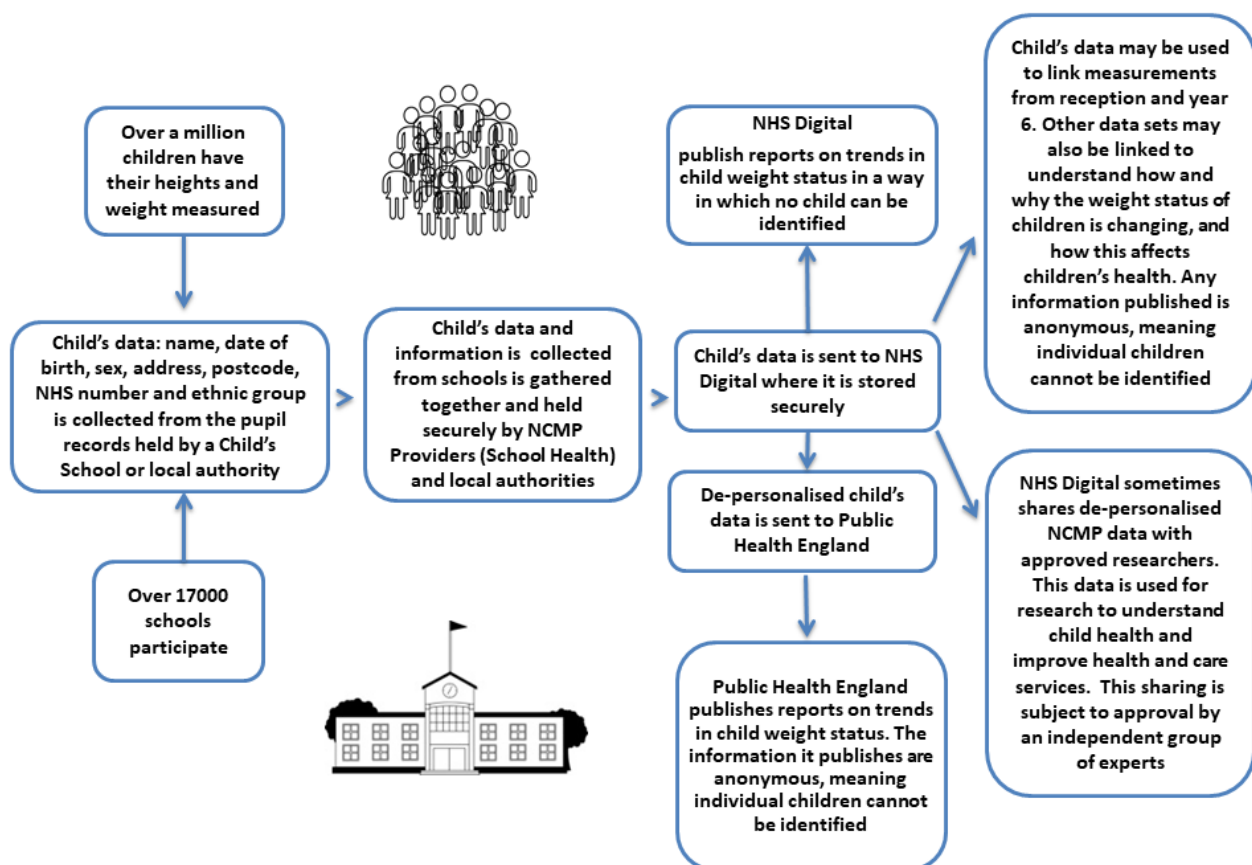 Over a million
children have
their heights and
weight measured
Child's data: name, date of
birth, sex, address, postcode,
NHS number and ethnic group
is collected from the pupil
records held by a Child's
School or local authority
Over 17000
schools
participate
Child's data and
information is collected
from schools is gathered
together and held
securely by NCMP
Providers (School Health)
and local authorities
NHS Digital
publish reports on trends in
child weight status in a way
in which no child can be
identified
Child's data is sent to NHS
Digital where it is stored
securely
De-personalised child's
data is sent to Public
Health England
Public Health England
publishes reports on trends
in child weight status. The
information it publishes are
anonymous, meaning
individual children cannot
be identified
Child's data may be used
to link measurements
from reception and year
6. Other data sets may
also be linked to
understand how and
why the weight status of
children is changing, and
how this affects
children's health. Any
information published is
anonymous, meaning
individual children
cannot be identified
NHS Digital sometimes
shares de-personalised
NCMP data with
approved researchers.
This data is used for
research to understand
child health and
improve health and care
services. This sharing is
subject to approval by
an independent group
of experts